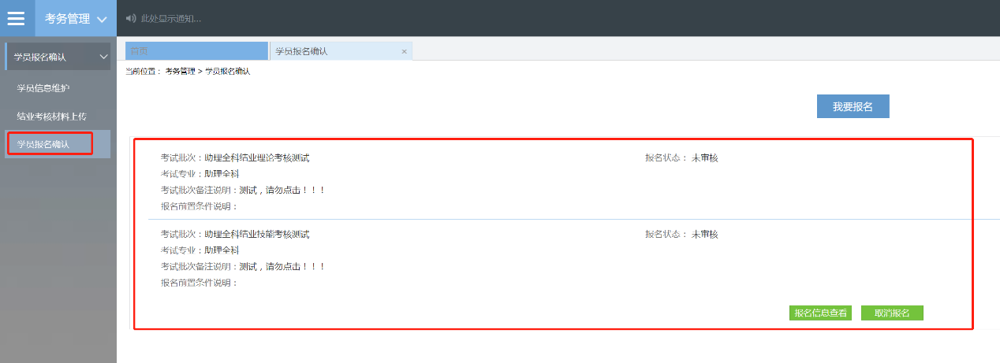 考务管理
此处显示通知...
首页
学员报名确认 ×
学员报名确认
当前位置： 考务管理 > 学员报名确认
学员信息维护
我要报名
结业考核材料上传
学员报名确认
考试批次：助理全科结业理论考核测试 报名状态： 未审核
考试专业：助理全科
考试批次备注说明：测试，请勿点击！！！
报名前置条件说明：
考试批次：助理全科结业技能考核测试 报名状态： 未审核
考试专业：助理全科
考试批次备注说明：测试，请勿点击！！！
报名前置条件说明：
报名信息查看 取消报名